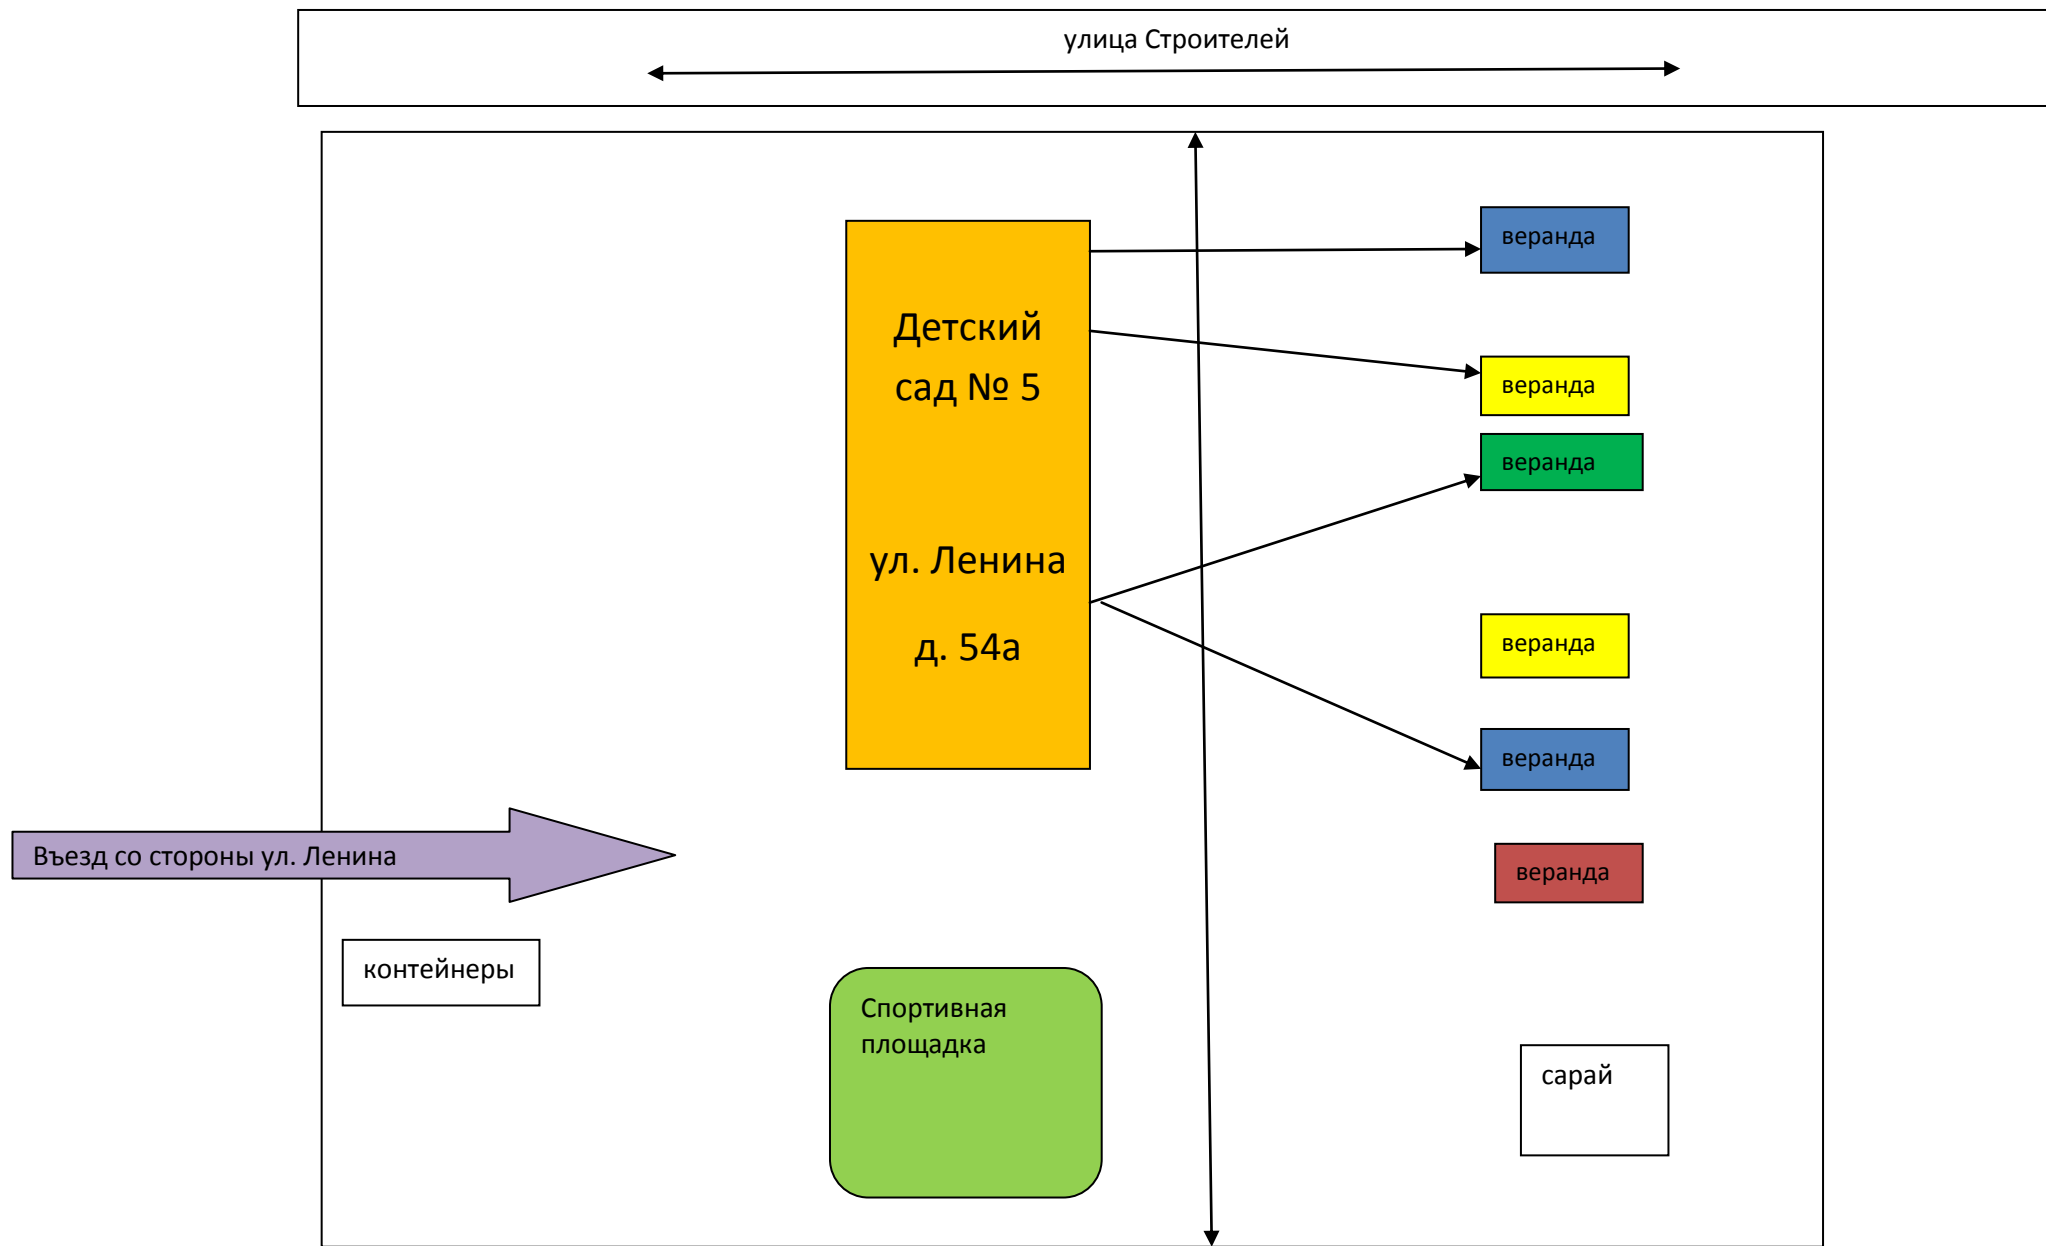 улица Строителей
веранда
Детский
сад № 5
веранда
веранда
ул. Ленина
д. 54а
веранда
веранда
Въезд со стороны ул. Ленина
веранда
контейнеры
Спортивная
площадка
сарай